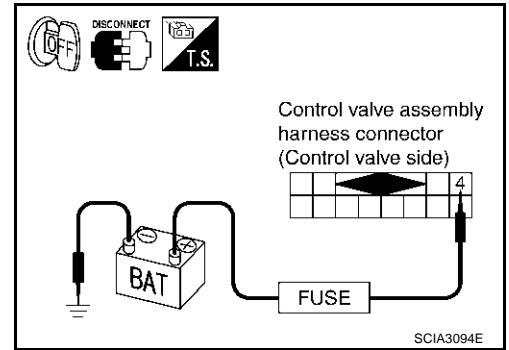 OFF
DISCONNECT
T.S.
Control valve assembly
harness connector
(Control valve side)
4
BAT
FUSE
SCIA3094E